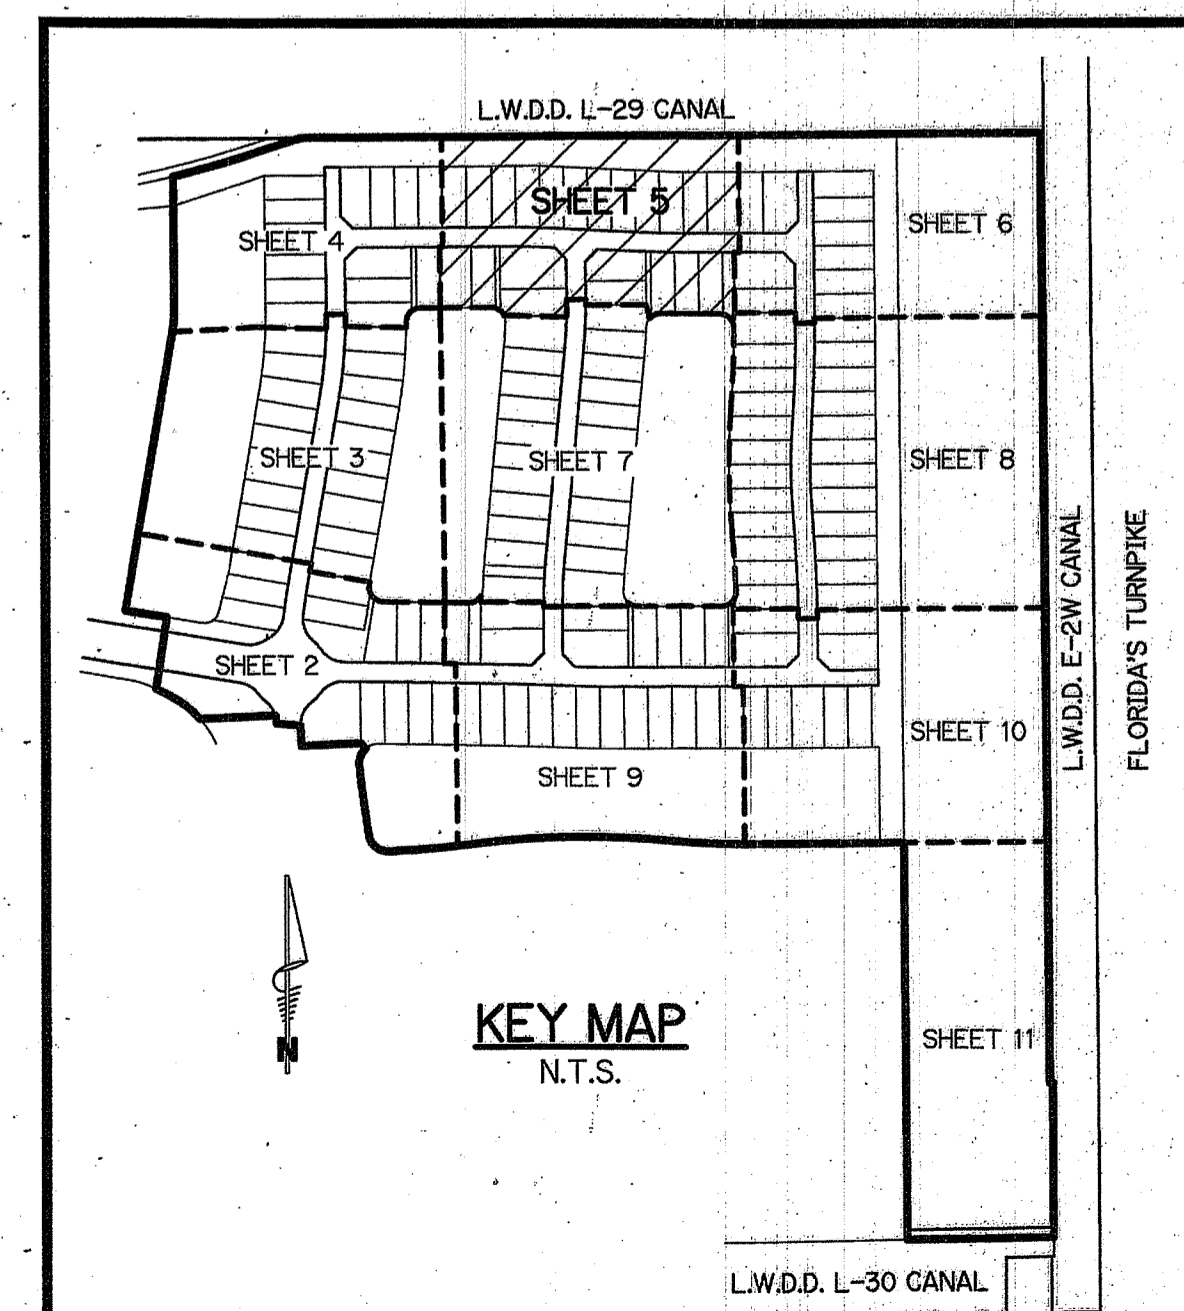 L.W.D.D. L-29 CANAL
SHEET 5
SHEET 4
SHEET 6
SHEET 3
SHEET 7
SHEET 8
L.W.D.D. E-2W CANAL
FLORIDA'S TURNPIKE
SHEET 2
SHEET 9
SHEET 10
N
KEY MAP
N.T.S.
SHEET 11
L.W.D.D. L-30 CANAL